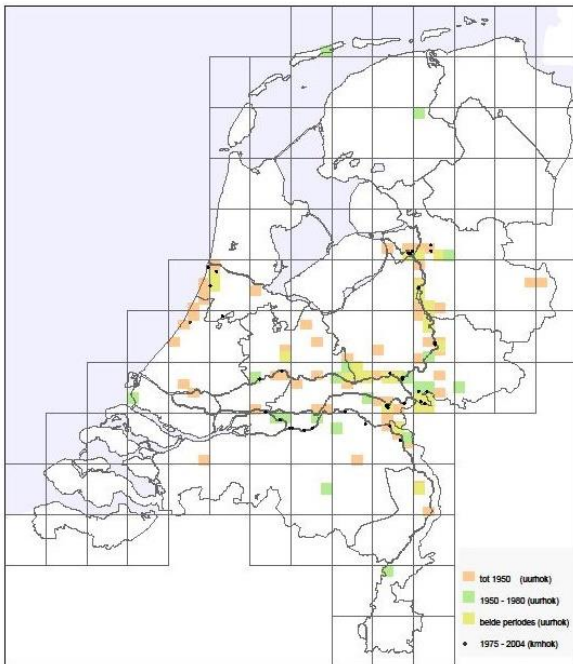 tot 1950 (uurhok)
1950 - 1980 (uurhok)
beide periodes (uurhok)
1975 - 2004 (kmhok)